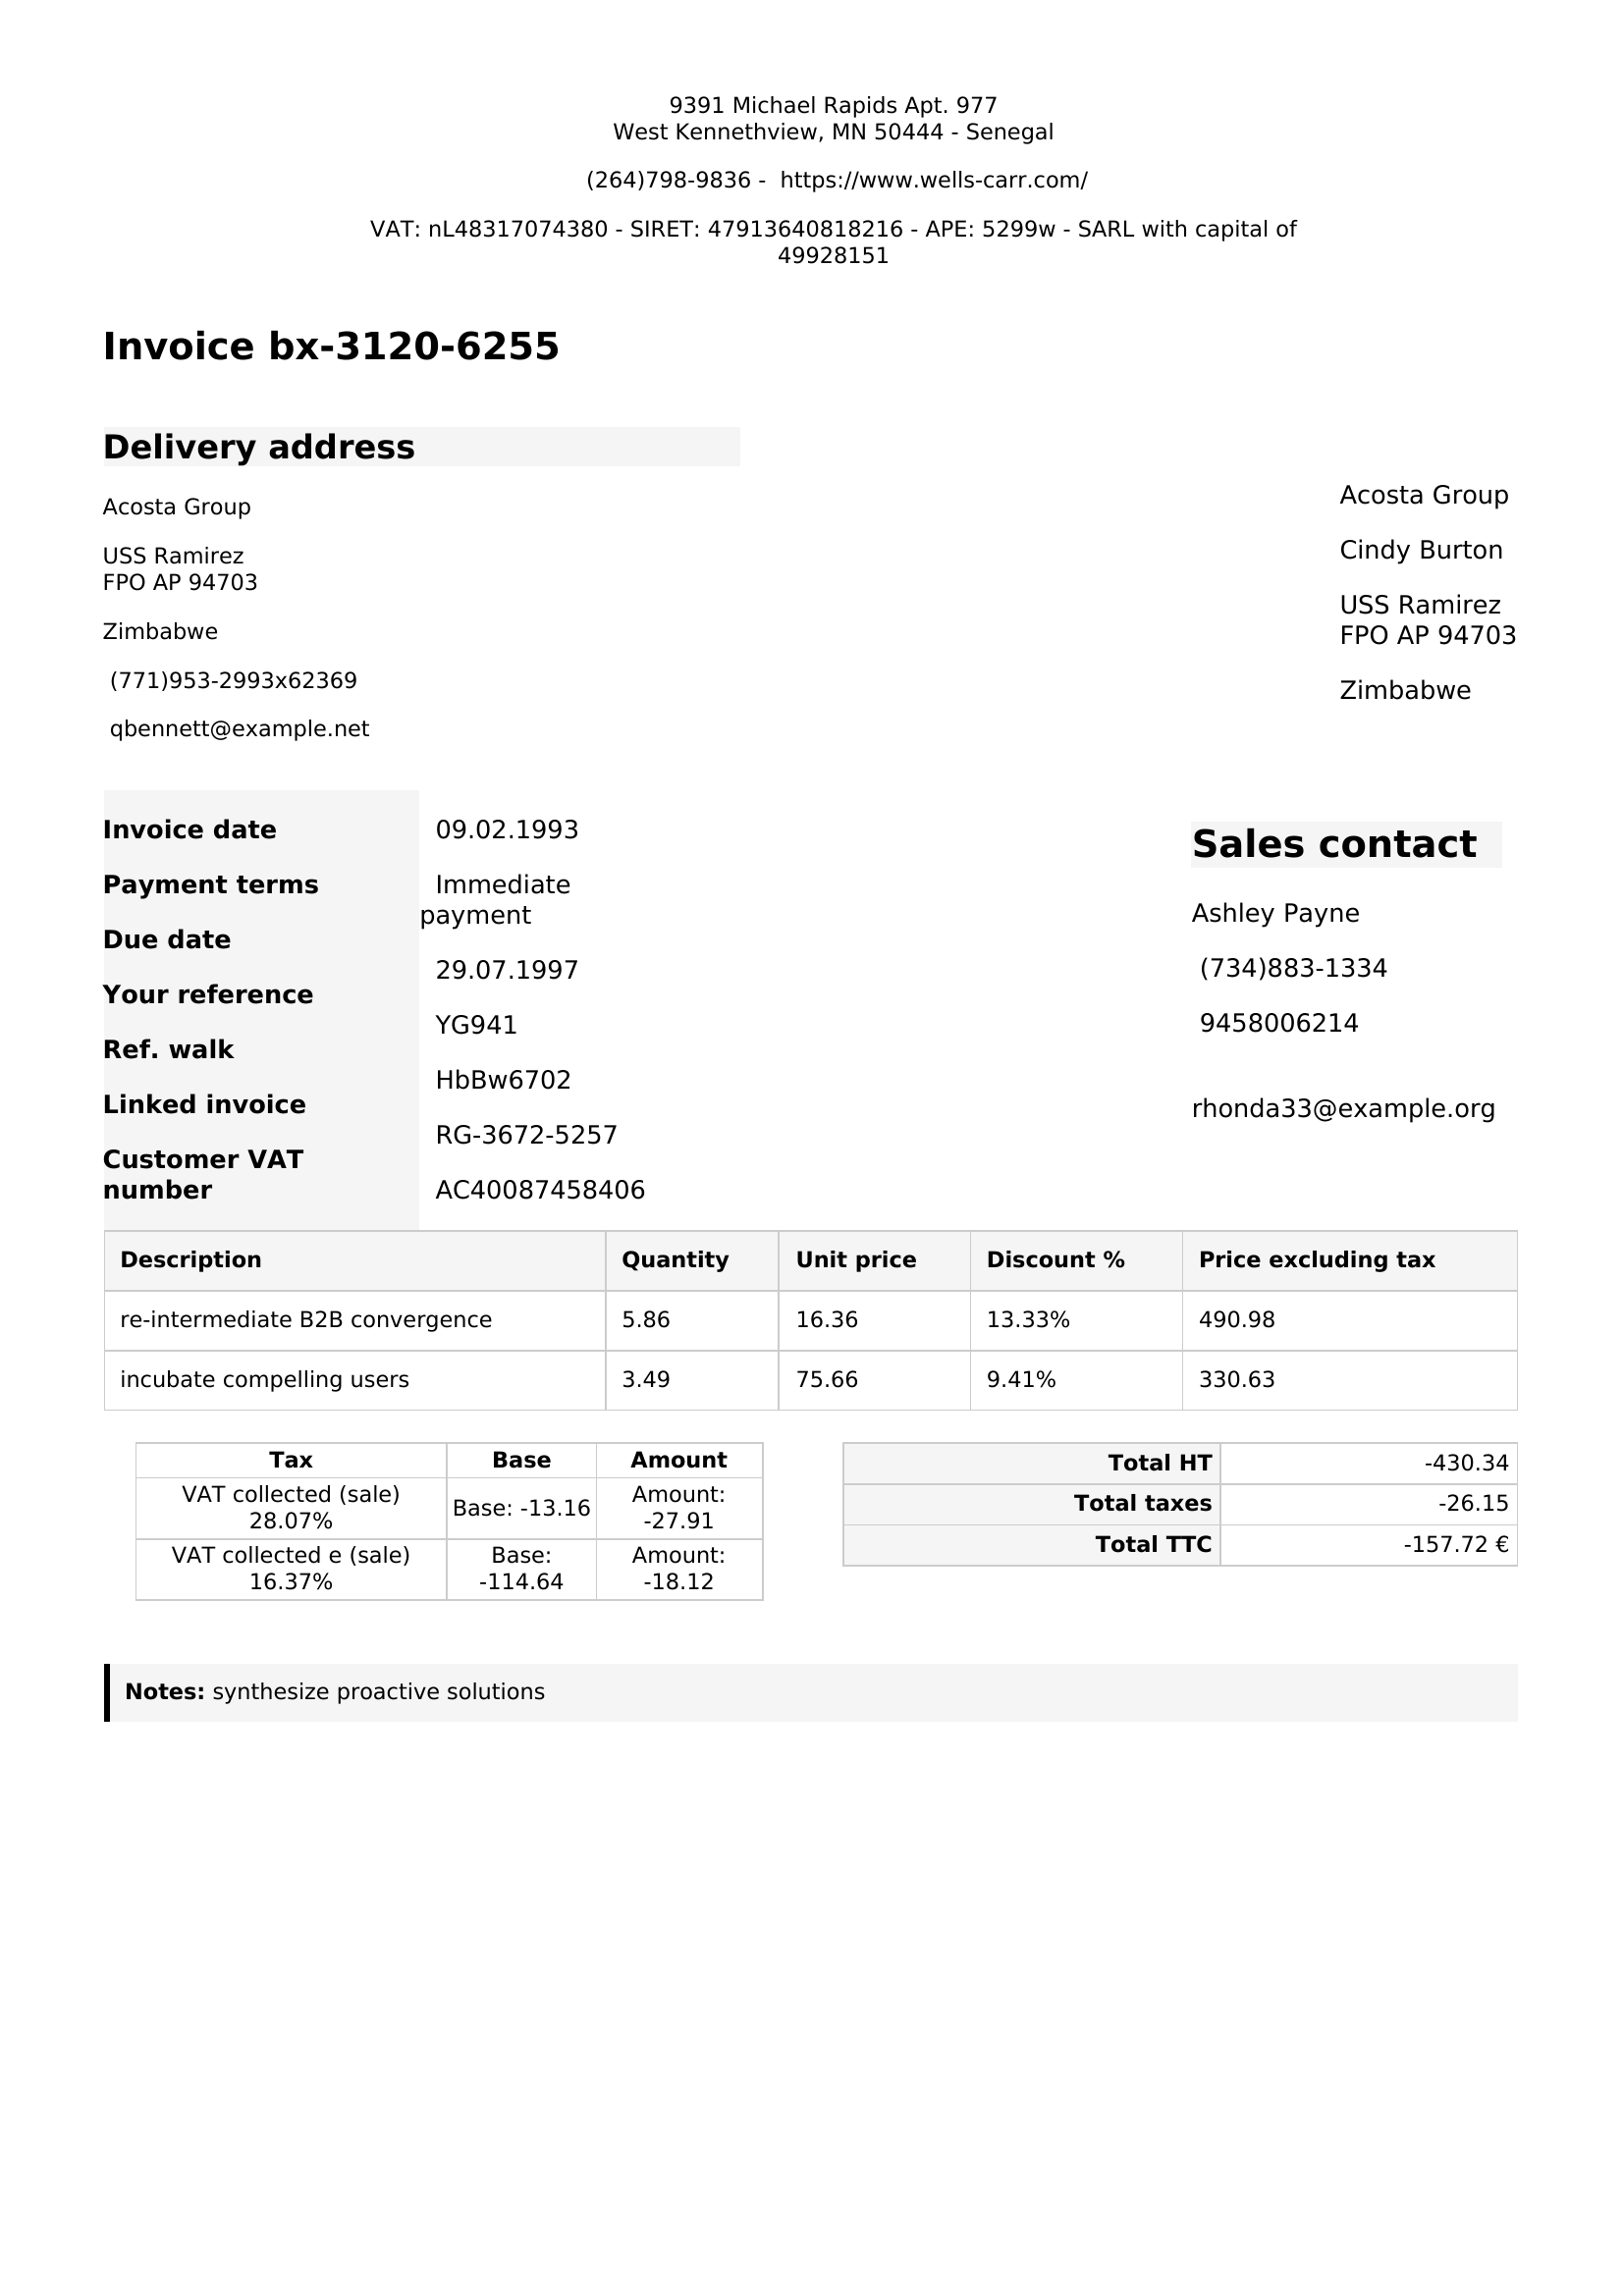 9391 Michael Rapids Apt. 977
West Kennethview, MN 50444 - Senegal
(264)798-9836 - https://www.wells-carr.com/
VAT: nL48317074380 - SIRET: 47913640818216 - APE: 5299w - SARL with capital of
49928151
Invoice bx-3120-6255
Delivery address
Acosta Group
USS Ramirez
FPO AP 94703
Zimbabwe
(771)953-2993x62369
qbennett@example.net
Acosta Group
Cindy Burton
USS Ramirez
FPO AP 94703
Zimbabwe
Invoice date
Payment terms
Due date
Your reference
Ref. walk
Linked invoice
Customer VAT
number
09.02.1993
Immediate
payment
29.07.1997
YG941
HbBw6702
RG-3672-5257
AC40087458406
Sales contact
Ashley Payne
(734)883-1334
9458006214
rhonda33@example.org
Description Quantity Unit price Discount % Price excluding tax
re-intermediate B2B convergence 5.86 16.36 13.33% 490.98
incubate compelling users 3.49 75.66 9.41% 330.63
Tax Base Amount
VAT collected (sale)
28.07%
Base: -13.16
Amount:
-27.91
VAT collected e (sale)
16.37%
Base:
-114.64
Amount:
-18.12
Total HT -430.34
Total taxes -26.15
Total TTC -157.72 €
Notes: synthesize proactive solutions